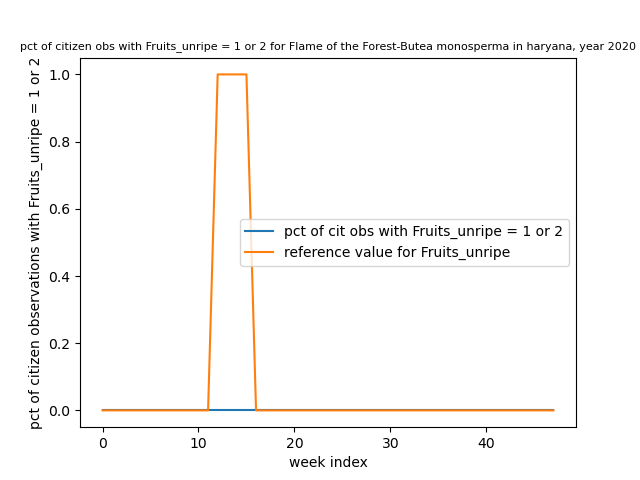 pct of citizen obs with Fruits_unripe = 1 or 2 for Flame of the Forest-Butea monosperma in haryana, year 2020
pct of citizen observations with Fruits_unripe = 1 or 2
1.0
0.8
0.6
0.4
0.2
0.0
pct of cit obs with Fruits_unripe = 1 or 2
reference value for Fruits_unripe
0 10 20 30 40
week index